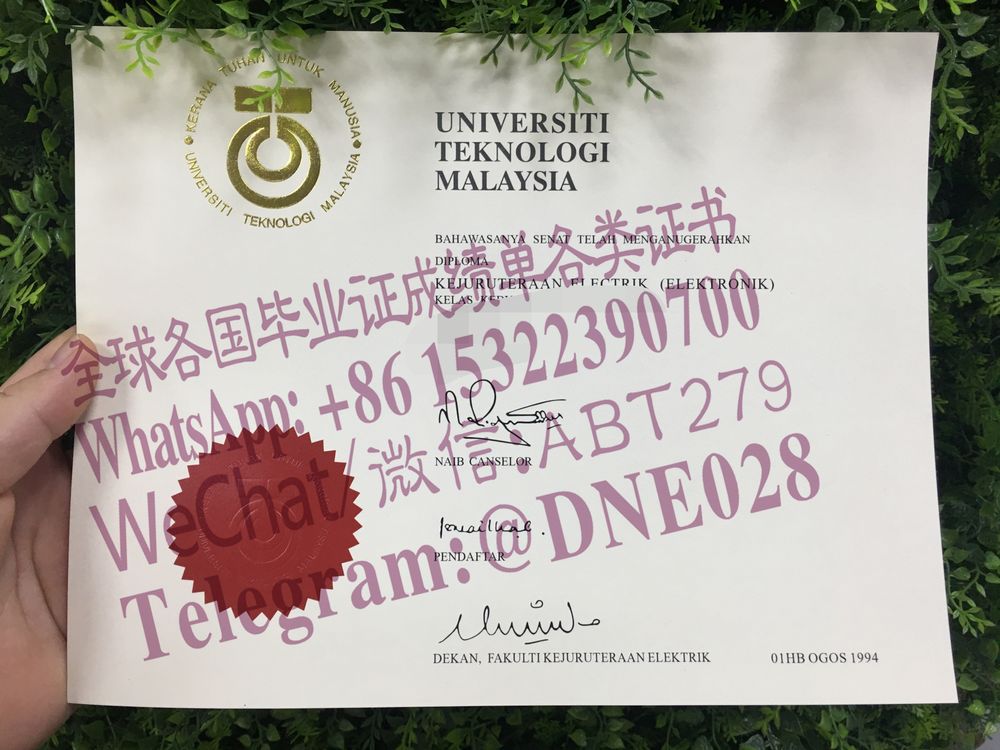 KERANA TUHAN UNTUK MANUSIA
UNIVERSITI TEKNOLOGI MALAYSIA
UNIVERSITI
TEKNOLOGI
MALAYSIA
BAHAWASANYA SENAT TELAH MENGANUGERAHKAN
DIPLOMA
KEJURUTERAAN ELECTRIK (ELEKTRONIK)
KELAS
全球各国毕业证成绩单各类证书
WhatsApp: +86 15322390700
WeChat/微信:ABT279
Telegram:@DNE028
NAIB CANSELOR
PENDAFTAR
DEKAN, FAKULTI KEJURUTERAAN ELEKTRIK
01HB OGOS 1994